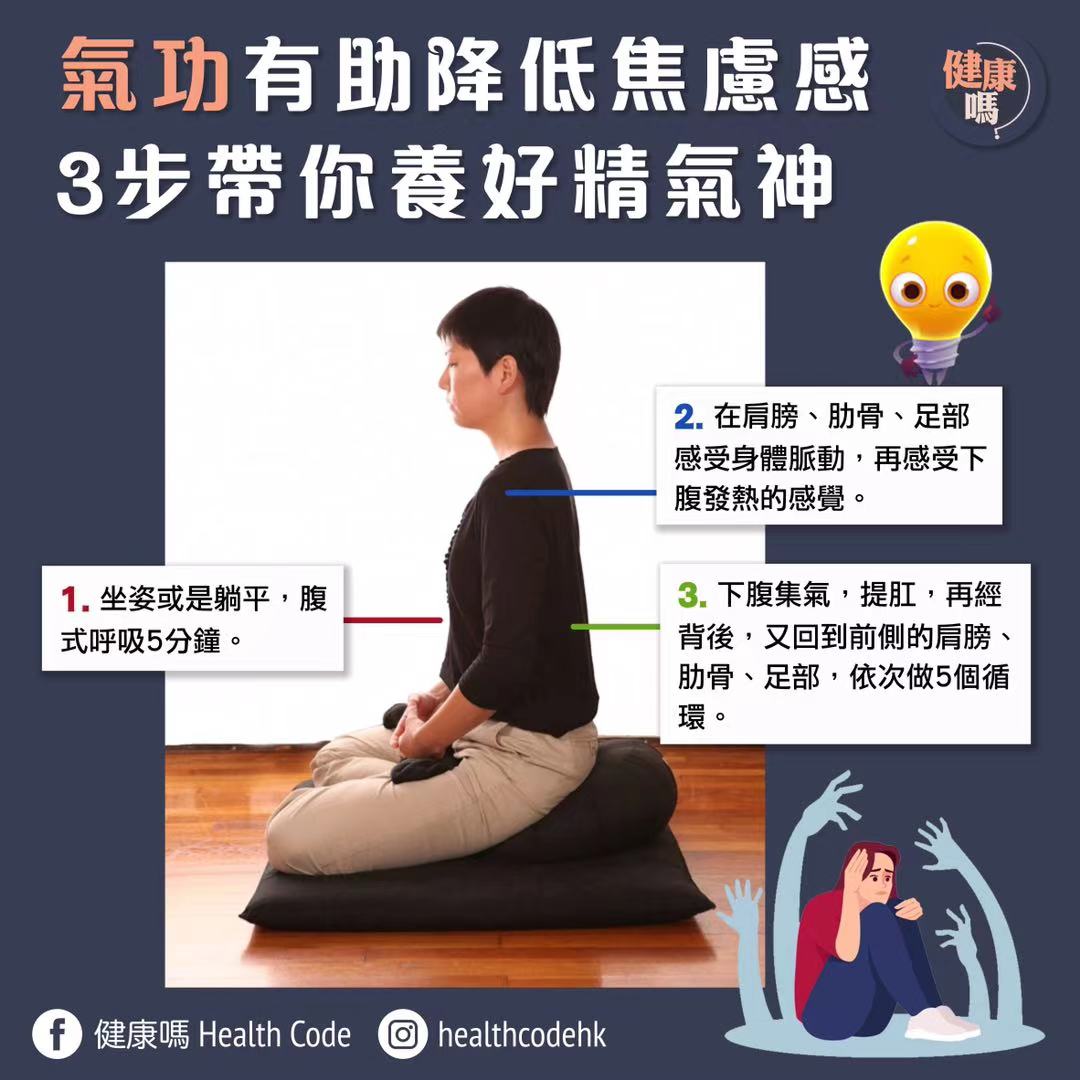 氣功有助降低焦慮感
3步帶你養好精氣神
健康
嗎?
2. 在肩膀、肋骨、足部
感受身體脈動，再感受下
腹發熱的感覺。
1. 坐姿或是躺平，腹
式呼吸5分鐘。
3. 下腹集氣，提肛，再經
背後，又回到前側的肩膀、
肋骨、足部，依次做5個循
環。
健康嗎 Health Code
healthcodehk